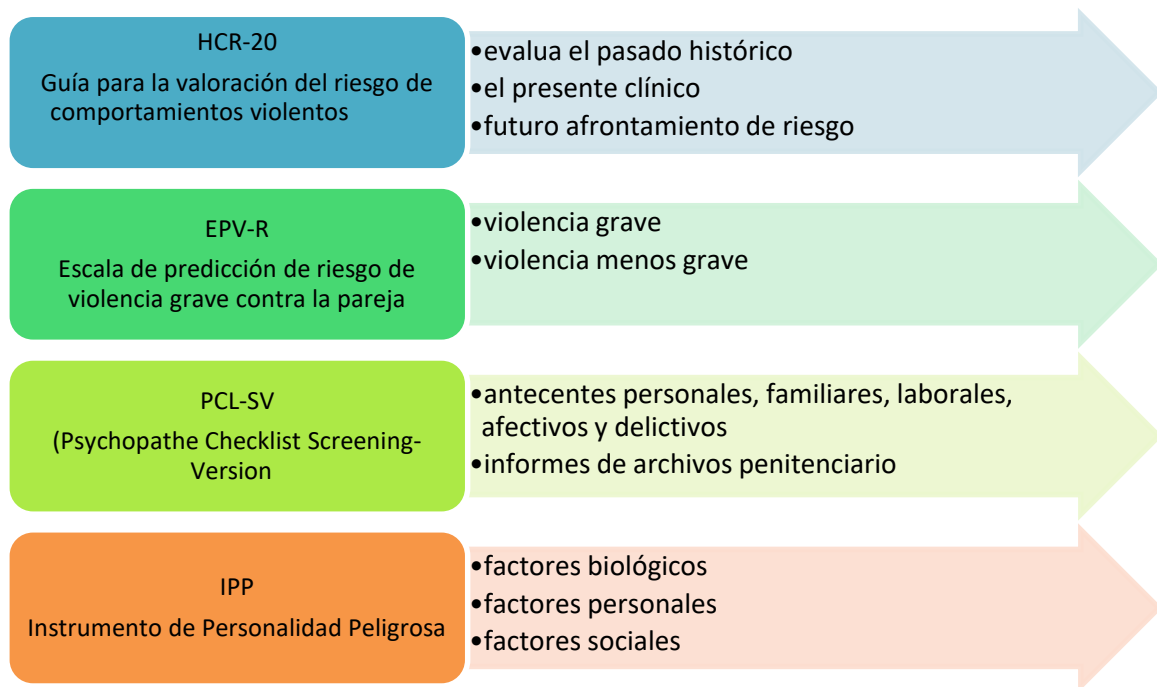 HCR-20
Guía para la valoración del riesgo de
comportamientos violentos
•evalua el pasado histórico
•el presente clínico
•futuro afrontamiento de riesgo
EPV-R
Escala de predicción de riesgo de
violencia grave contra la pareja
•violencia grave
•violencia menos grave
PCL-SV
(Psychopathe Checklist Screening-
Version
•antecentes personales, familiares, laborales,
afectivos y delictivos
•informes de archivos penitenciario
IPP
Instrumento de Personalidad Peligrosa
•factores biológicos
•factores personales
•factores sociales